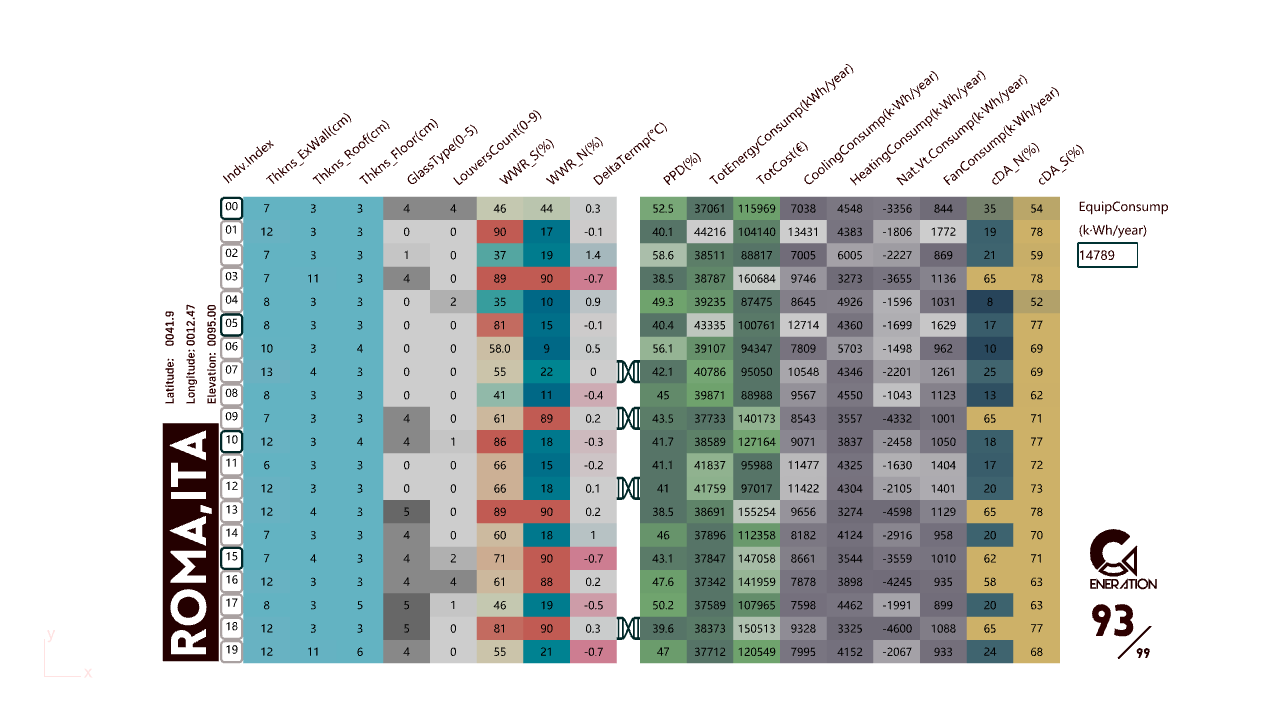 Indv.Index Thkns_ExWall(cm) Thkns_Roof(cm) Thkns_Floor(cm) GlassType(0-5) LouversCount(0-9) WWR_S(%) WWR_N(%) DeltaTermp(°C) PPD(%) TotEnergyConsump(kWh/year) TotCost(€) CoolingConsump(k·Wh/year) HeatingConsump(k·Wh/year) Nat.Vt.Consump(k·Wh/year) FanConsump(k·Wh/year) cDA_N(%) cDA_S(%)
00 7 3 3 4 4 46 44 0.3 52.5 37061 115969 7038 4548 -3356 844 35 54
01 12 3 3 0 0 90 17 -0.1 40.1 44216 104140 13431 4383 -1806 1772 19 78
02 7 3 3 1 0 37 19 1.4 58.6 38511 88817 7005 6005 -2227 869 21 59
03 7 11 3 4 0 89 90 -0.7 38.5 38787 160684 9746 3273 -3655 1136 65 78
04 8 3 3 0 2 35 10 0.9 49.3 39235 87475 8645 4926 -1596 1031 8 52
05 8 3 3 0 0 81 15 -0.1 40.4 43335 100761 12714 4360 -1699 1629 17 77
06 10 3 4 0 0 58.0 9 0.5 56.1 39107 94347 7809 5703 -1498 962 10 69
07 13 4 3 0 0 55 22 0 42.1 40786 95050 10548 4346 -2201 1261 25 69
08 8 3 3 0 0 41 11 -0.4 45 39871 88988 9567 4550 -1043 1123 13 62
09 7 3 3 4 0 61 89 0.2 43.5 37733 140173 8543 3557 -4332 1001 65 71
10 12 3 4 4 1 86 18 -0.3 41.7 38589 127164 9071 3837 -2458 1050 18 77
11 6 3 3 0 0 66 15 -0.2 41.1 41837 95988 11477 4325 -1630 1404 17 72
12 12 3 3 0 0 66 18 0.1 41 41759 97017 11422 4304 -2105 1401 20 73
13 12 4 3 5 0 89 90 0.2 38.5 38691 155254 9656 3274 -4598 1129 65 78
14 7 3 3 4 0 60 18 1 46 37896 112358 8182 4124 -2916 958 20 70
15 7 4 3 4 2 71 90 -0.7 43.1 37847 147058 8661 3544 -3559 1010 62 71
16 12 3 3 4 4 61 88 0.2 47.6 37342 141959 7878 3898 -4245 935 58 63
17 8 3 5 5 1 46 19 -0.5 50.2 37589 107965 7598 4462 -1991 899 20 63
18 12 3 3 5 0 81 90 0.3 39.6 38373 150513 9328 3325 -4600 1088 65 77
19 12 11 6 4 0 55 21 -0.7 47 37712 120549 7995 4152 -2067 933 24 68
EquipConsump
(k·Wh/year)
14789
Latitude: 0041.9
Longitude: 0012.47
Elevation: 0095.00
ROMA,ITA
ENERATION
93/99
y
x